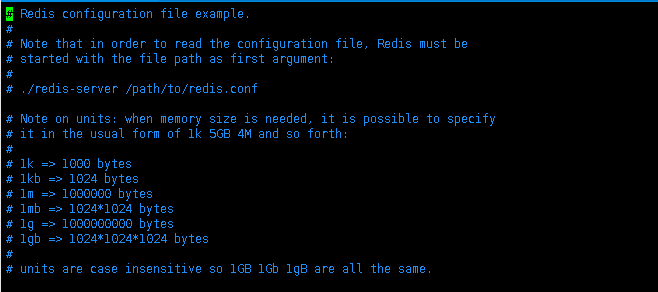 # Redis configuration file example.
#
# Note that in order to read the configuration file, Redis must be
# started with the file path as first argument:
#
# ./redis-server /path/to/redis.conf

# Note on units: when memory size is needed, it is possible to specify
# it in the usual form of 1k 5GB 4M and so forth:
#
# 1k => 1000 bytes
# 1kb => 1024 bytes
# 1m => 1000000 bytes
# 1mb => 1024*1024 bytes
# 1g => 1000000000 bytes
# 1gb => 1024*1024*1024 bytes
#
# units are case insensitive so 1GB 1Gb 1gB are all the same.